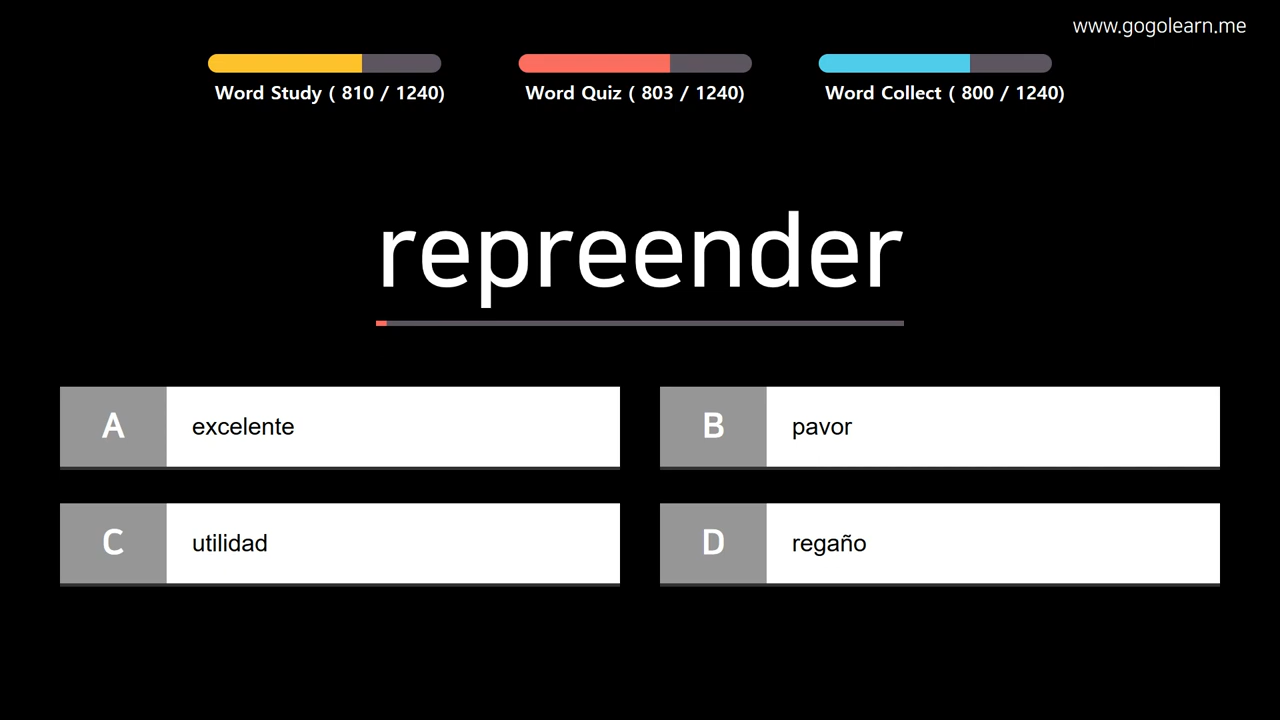 www.gogolearn.me
Word Study ( 810 / 1240)
Word Quiz ( 803 / 1240)
Word Collect ( 800 / 1240)
repreender
A excelente
B pavor
C utilidad
D regaño